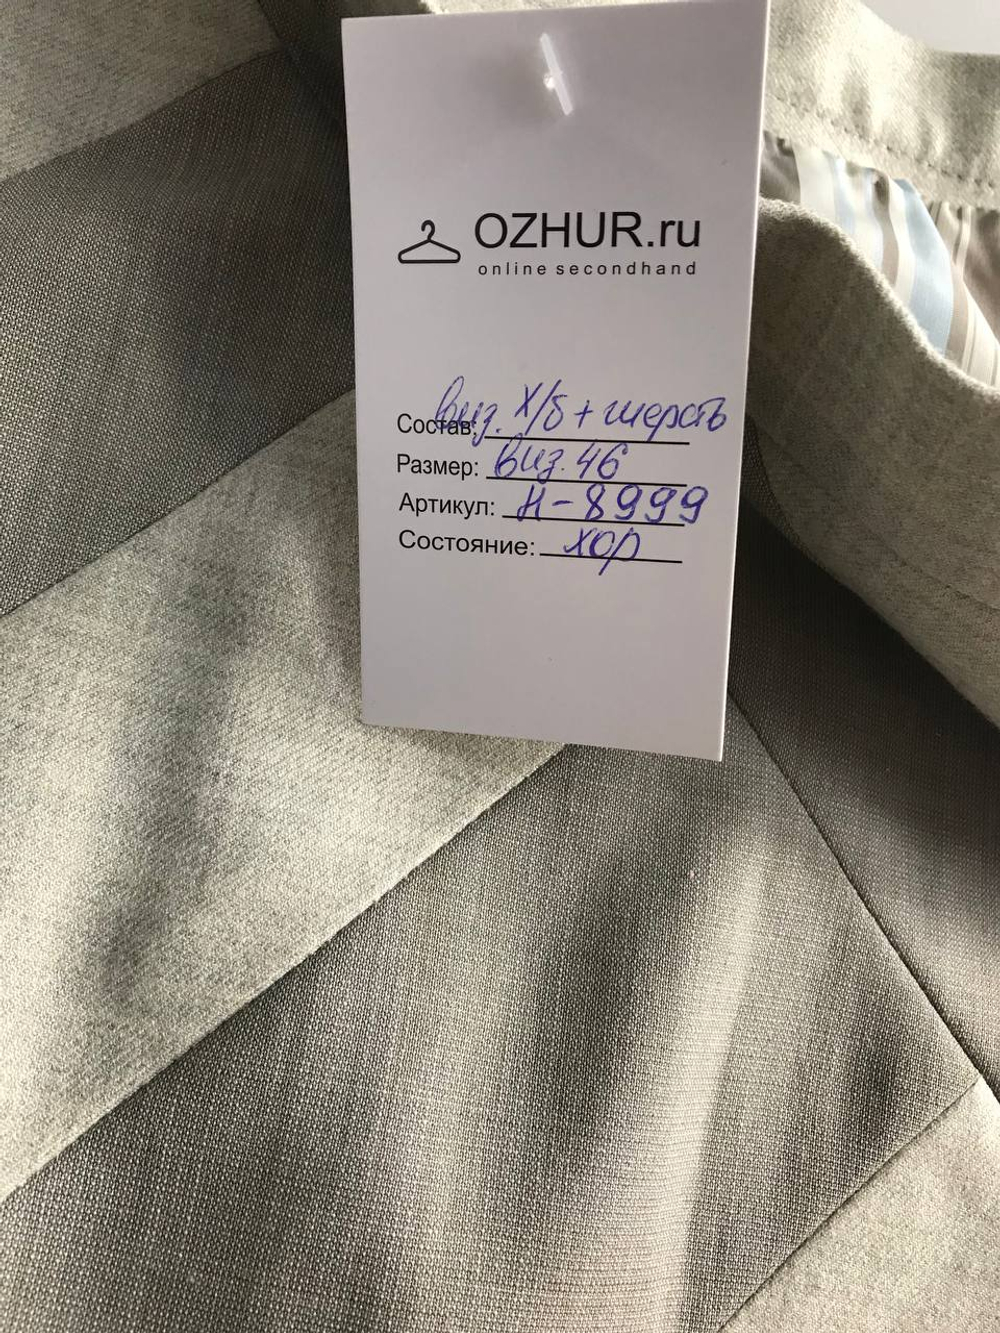 OZHUR.ru
online secondhand
Состав: виз. х/б + шерсть
Размер: виз. 46
Артикул: Н-8999
Состояние: хор